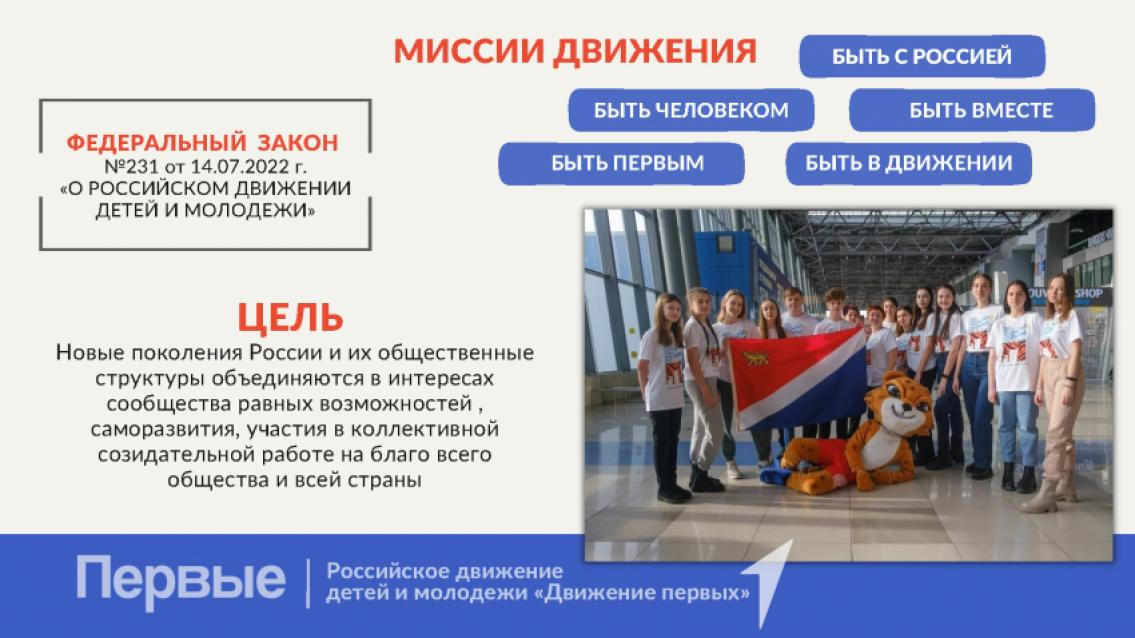 МИССИИ ДВИЖЕНИЯ
БЫТЬ С РОССИЕЙ
БЫТЬ ЧЕЛОВЕКОМ
БЫТЬ ВМЕСТЕ
БЫТЬ ПЕРВЫМ
БЫТЬ В ДВИЖЕНИИ
ФЕДЕРАЛЬНЫЙ ЗАКОН
№231 от 14.07.2022 г.
«О РОССИЙСКОМ ДВИЖЕНИИ
ДЕТЕЙ И МОЛОДЕЖИ»
ЦЕЛЬ
Новые поколения России и их общественные
структуры объединяются в интересах
сообщества равных возможностей ,
саморазвития, участия в коллективной
созидательной работе на благо всего
общества и всей страны
SHOP
Первые
Российское движение
детей и молодежи «Движение первых»